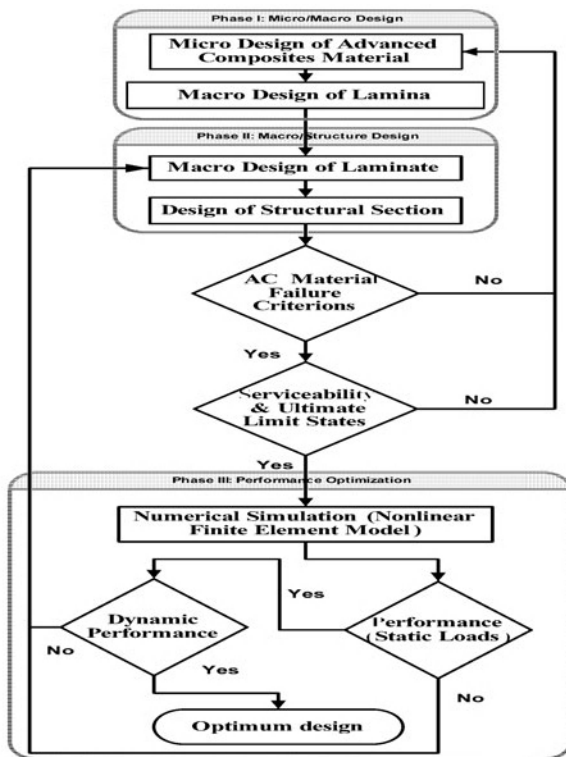 Phase I: Micro/Macro Design
Micro Design of Advanced
Composites Material
Macro Design of Lamina
Phase II: Macro/Structure Design
Macro Design of Laminate
Design of Structural Section
AC Material
Failure
Criterions
No
Yes
Serviceability
& Ultimate
Limit States
No
Yes
Phase III: Performance Optimization
Numerical Simulation (Nonlinear
Finite Element Model)
Yes
Dynamic
Performance
Performance
(Static Loads)
No
Yes
No
Optimum design